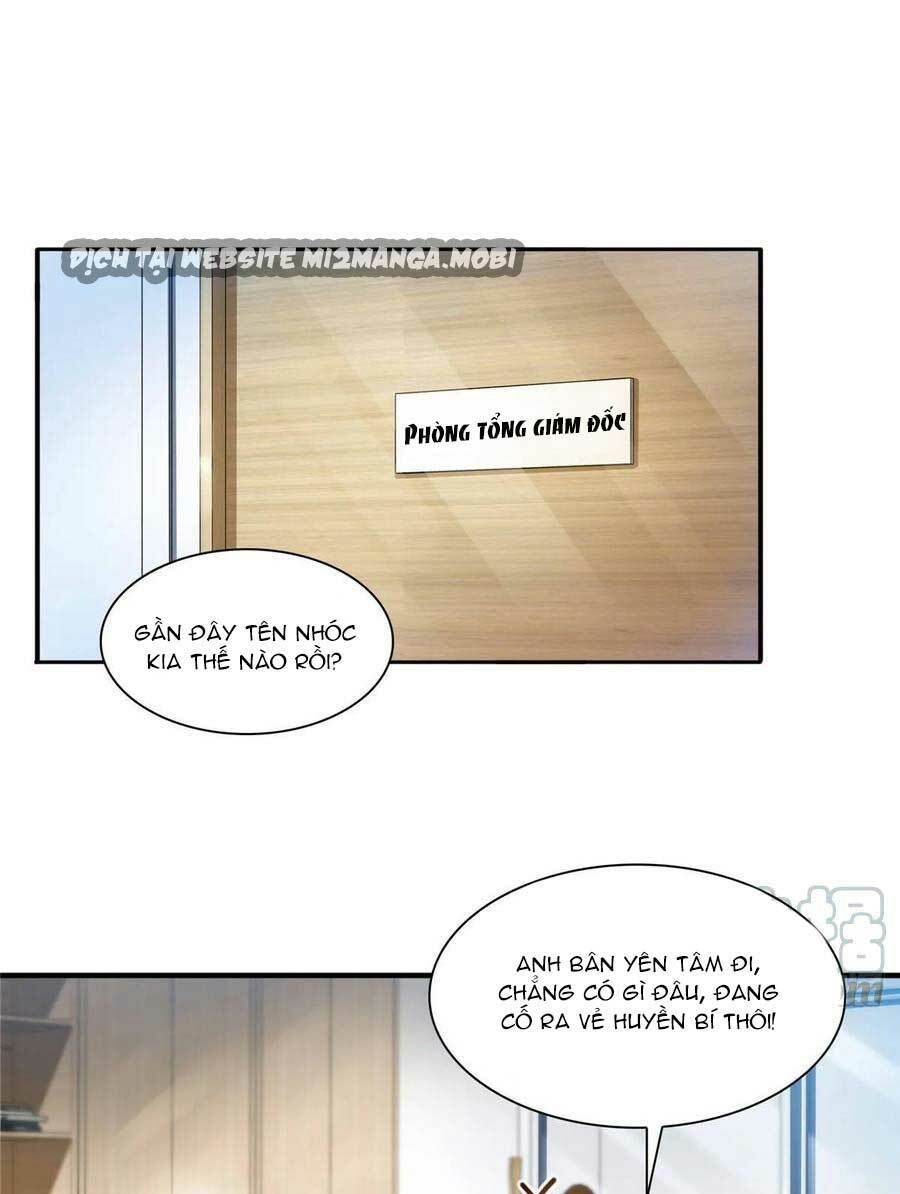 DỊCH TẠI WEBSITE MI2MANGA.MOBI
PHÒNG TỔNG GIÁM ĐỐC
GẦN ĐÂY TÊN NHÓC
KIA THẾ NÀO RỒI?
ANH BÂN YÊN TÂM ĐI,
CHẲNG CÓ GÌ ĐÂU, ĐANG
CỐ RA VẺ HUYỀN BÍ THÔI!